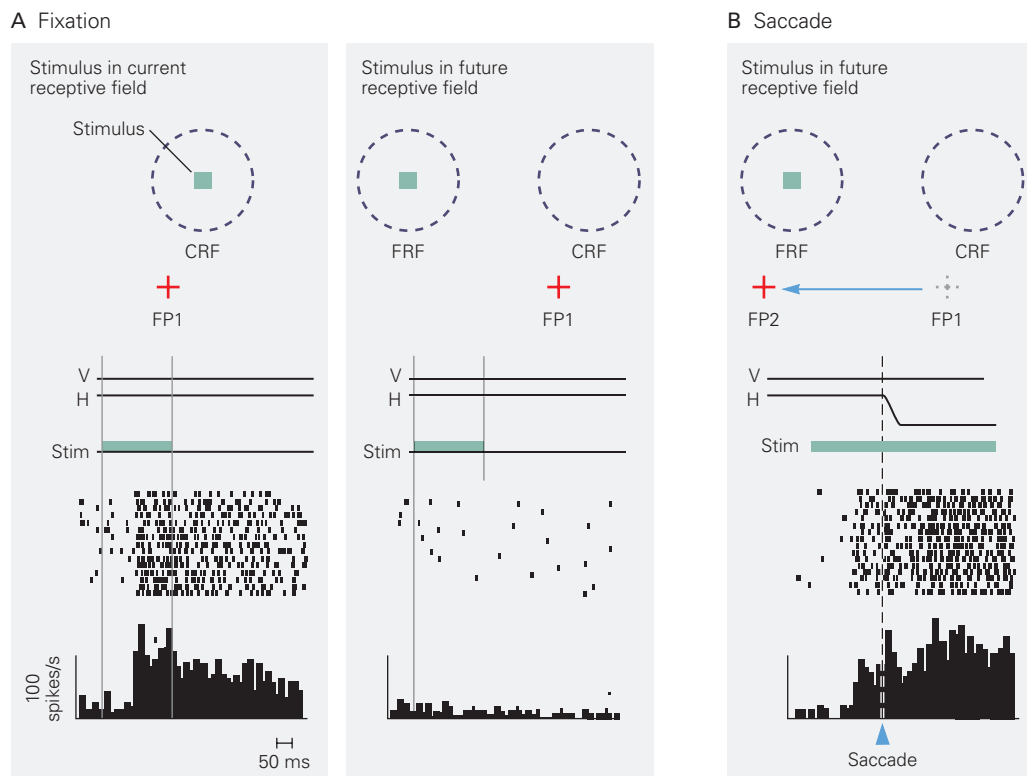 A Fixation
Stimulus in current
receptive field
Stimulus
CRF
FP1
V
H
Stim
100
spikes/s
50 ms
Stimulus in future
receptive field
FRF
CRF
FP1
V
H
Stim
B Saccade
Stimulus in future
receptive field
FRF
CRF
FP2
FP1
V
H
Stim
Saccade